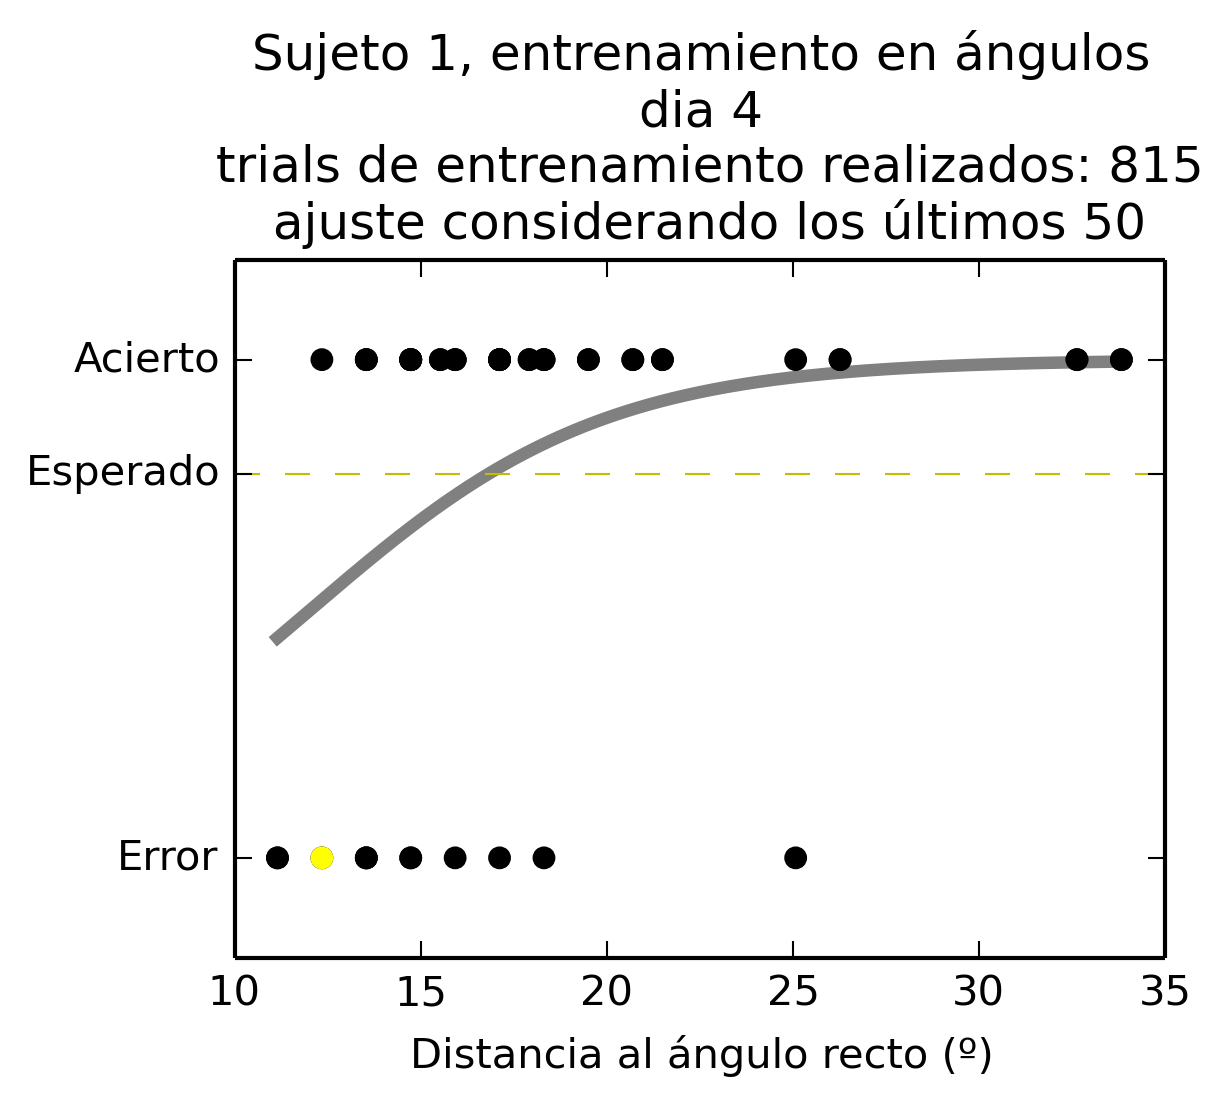 Sujeto 1, entrenamiento en ángulos
dia 4
trials de entrenamiento realizados: 815
ajuste considerando los últimos 50
Acierto
Esperado
Error
10 15 20 25 30 35
Distancia al ángulo recto (º)